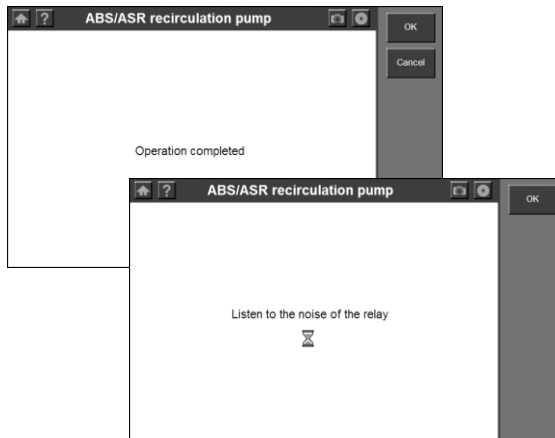 ABS/ASR recirculation pump
OK
Cancel
Operation completed
ABS/ASR recirculation pump
OK
Listen to the noise of the relay